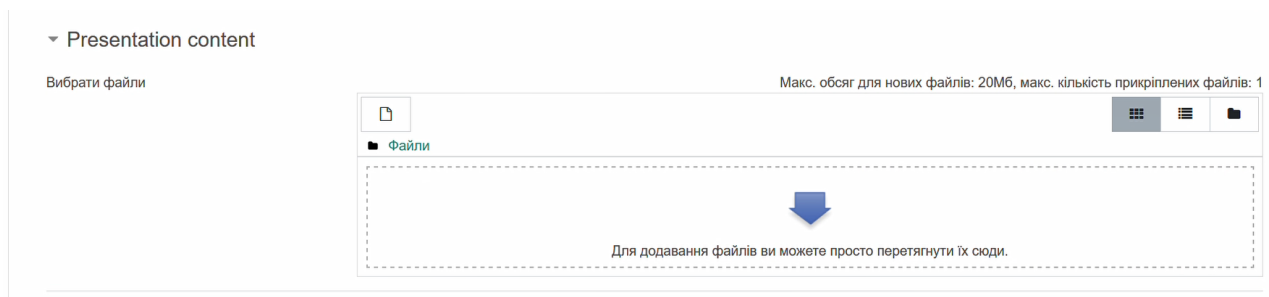 Presentation content
Вибрати файли
Макс. обсяг для нових файлів: 20Мб, макс. кількість прикріплених файлів: 1
Файли
Для додавання файлів ви можете просто перетягнути їх сюди.